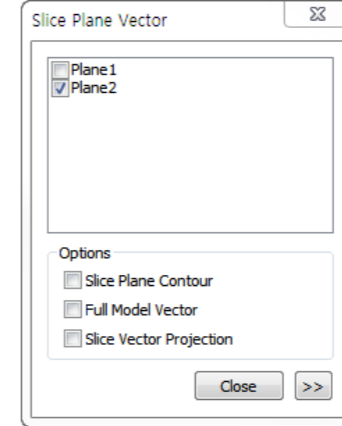 Slice Plane Vector
Plane1
Plane2
Options
Slice Plane Contour
Full Model Vector
Slice Vector Projection
Close >>